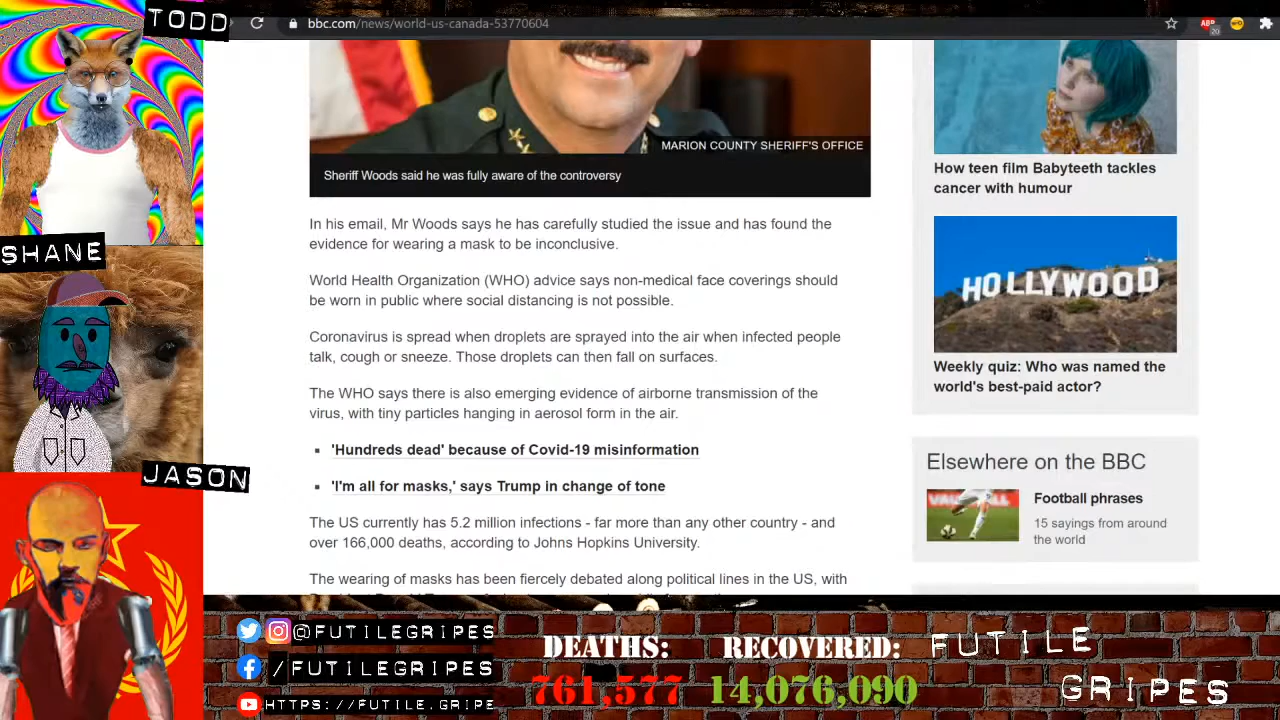 TODD
bbc.com/news/world-us-canada-53770604
ABP
20
MARION COUNTY SHERIFF'S OFFICE
Sheriff Woods said he was fully aware of the controversy
In his email, Mr Woods says he has carefully studied the issue and has found the
evidence for wearing a mask to be inconclusive.
World Health Organization (WHO) advice says non-medical face coverings should
be worn in public where social distancing is not possible.
Coronavirus is spread when droplets are sprayed into the air when infected people
talk, cough or sneeze. Those droplets can then fall on surfaces.
The WHO says there is also emerging evidence of airborne transmission of the
virus, with tiny particles hanging in aerosol form in the air.
'Hundreds dead' because of Covid-19 misinformation
'I'm all for masks,' says Trump in change of tone
The US currently has 5.2 million infections - far more than any other country - and
over 166,000 deaths, according to Johns Hopkins University.
The wearing of masks has been fiercely debated along political lines in the US, with
How teen film Babyteeth tackles
cancer with humour
HOLLYWOOD
Weekly quiz: Who was named the
world's best-paid actor?
Elsewhere on the BBC
Football phrases
15 sayings from around
the world
SHANE
JASON
@FUTILEGRIPES
/FUTILEGRIPES
HTTPS://FUTILE.GRIPE
DEATHS:
RECOVERED:
14,076,090
FUTILE
GRIPES